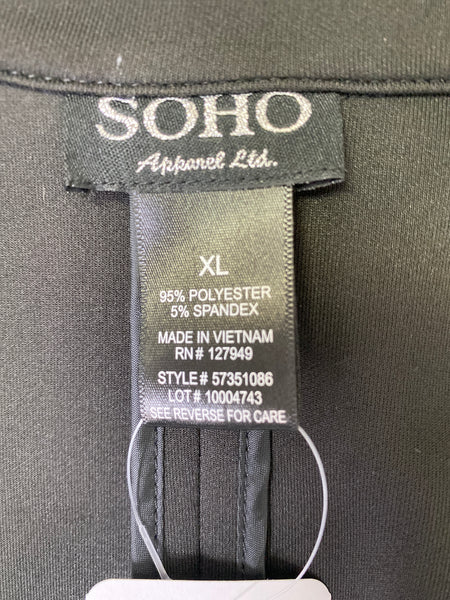 SOHO
Apparel Ltd.
XL
95% POLYESTER
5% SPANDEX
MADE IN VIETNAM
RN# 127949
STYLE# 57351086
LOT# 10004743
SEE REVERSE FOR CARE